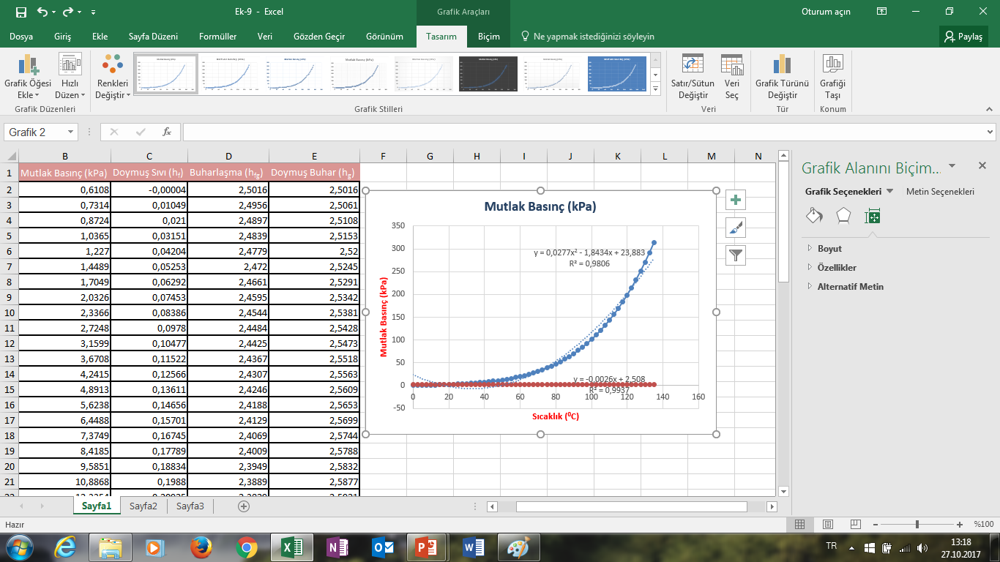 Ek-9 - Excel
Grafik Araçları
Oturum açın
Dosya Giriş Ekle Sayfa Düzeni Formüller Veri Gözden Geçir Görünüm Tasarım Biçim Ne yapmak istediğinizi söyleyin Paylaş
Grafik Öğesi Ekle
Hızlı Düzen
Renkleri Değiştir
Satır/Sütun Değiştir
Veri Seç
Grafik Türünü Değiştir
Grafiği Taşı
Grafik Düzenleri
Grafik Stilleri
Veri
Tür
Konum
Grafik 2
fx
B C D E F G H I J K L M N
1 Mutlak Basınç (kPa) Doymuş Sıvı (hf) Buharlaşma (hfg) Doymuş Buhar (hg)
2 0,6108 -0,00004 2,5016 2,5016
3 0,7314 0,01049 2,4956 2,5061
4 0,8724 0,021 2,4897 2,5108
5 1,0365 0,03151 2,4839 2,5153
6 1,227 0,04204 2,4779 2,52
7 1,4489 0,05253 2,472 2,5245
8 1,7049 0,06292 2,4661 2,5291
9 2,0326 0,07453 2,4595 2,5342
10 2,3366 0,08386 2,4544 2,5381
11 2,7248 0,0978 2,4484 2,5428
12 3,1599 0,10477 2,4425 2,5473
13 3,6708 0,11522 2,4367 2,5518
14 4,2415 0,12566 2,4307 2,5563
15 4,8913 0,13611 2,4246 2,5609
16 5,6238 0,14656 2,4188 2,5653
17 6,4488 0,15701 2,4129 2,5699
18 7,3749 0,16745 2,4069 2,5744
19 8,4185 0,17789 2,4009 2,5788
20 9,5851 0,18834 2,3949 2,5832
21 10,8868 0,1988 2,3889 2,5877
Mutlak Basınç (kPa)
350
300
250
200
150
100
50
0
-50
Mutlak Basınç (kPa)
y = 0,0277x² - 1,8434x + 23,883
R² = 0,9806
y = -0,0026x + 2,508
R² = 0,9937
0 20 40 60 80 100 120 140 160
Sıcaklık (⁰C)
Grafik Alanını Biçim...
Grafik Seçenekleri Metin Seçenekleri
Boyut
Özellikler
Alternatif Metin
Sayfa1 Sayfa2 Sayfa3
Hazır
%100
TR
13:18
27.10.2017